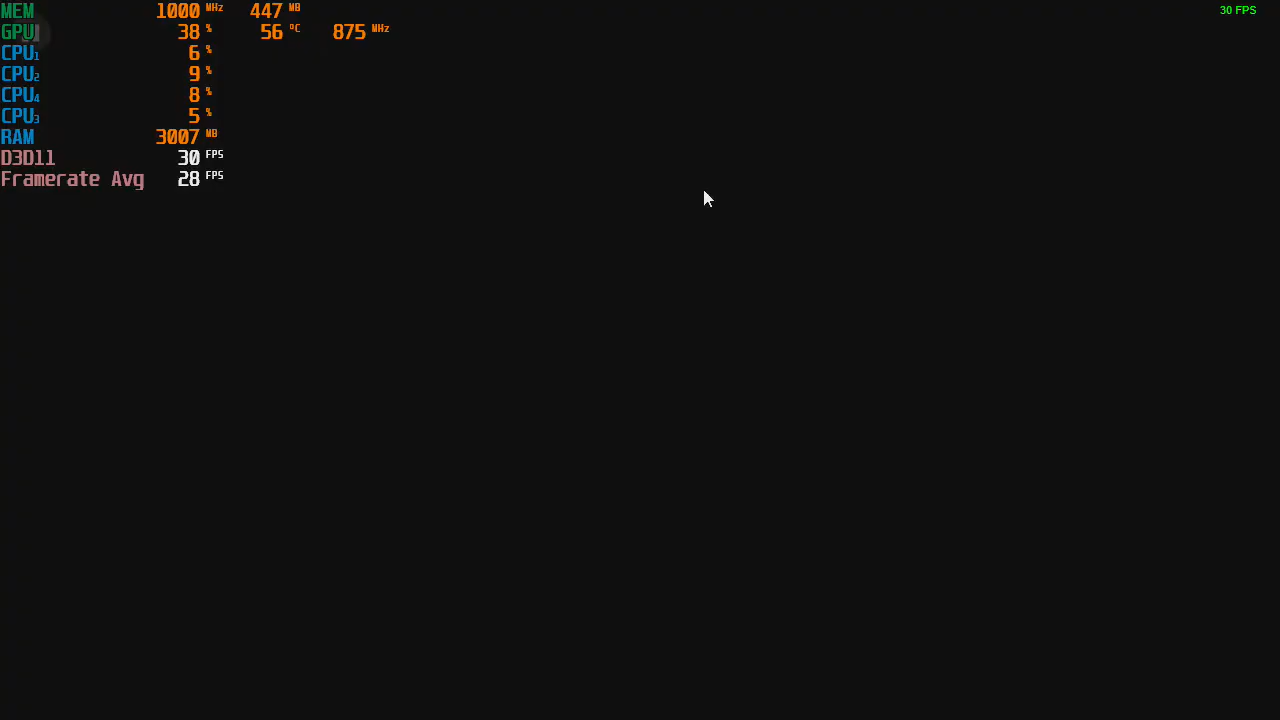 MEM 1000 MHz 447 MB
30 FPS
GPU 38 % 56 °C 875 MHz
CPU1 6 %
CPU2 9 %
CPU4 8 %
CPU3 5 %
RAM 3007 MB
D3D11 30 FPS
Framerate Avg 28 FPS